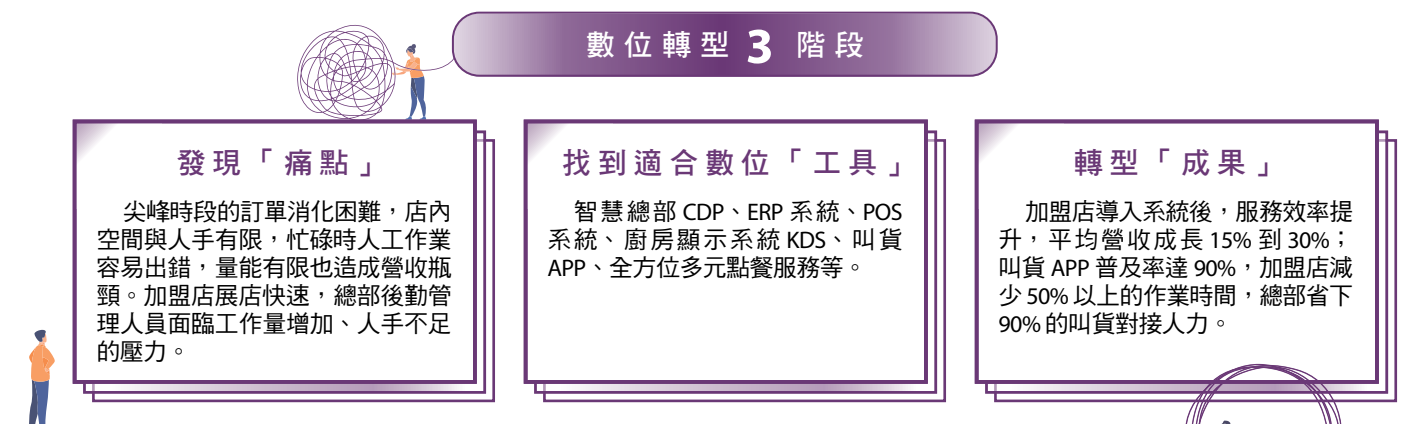 數位轉型 3 階段
發現「痛點」
尖峰時段的訂單消化困難，店內
空間與人手有限，忙碌時人工作業
容易出錯，量能有限也造成營收瓶
頸。加盟店展店快速，總部後勤管
理人員面臨工作量增加、人手不足
的壓力。
找到適合數位「工具」
智慧總部 CDP、ERP 系統、POS
系統、廚房顯示系統 KDS、叫貨
APP、全方位多元點餐服務等。
轉型「成果」
加盟店導入系統後，服務效率提
升，平均營收成長 15% 到 30%；
叫貨 APP 普及率達 90%，加盟店減
少 50% 以上的作業時間，總部省下
90% 的叫貨對接人力。